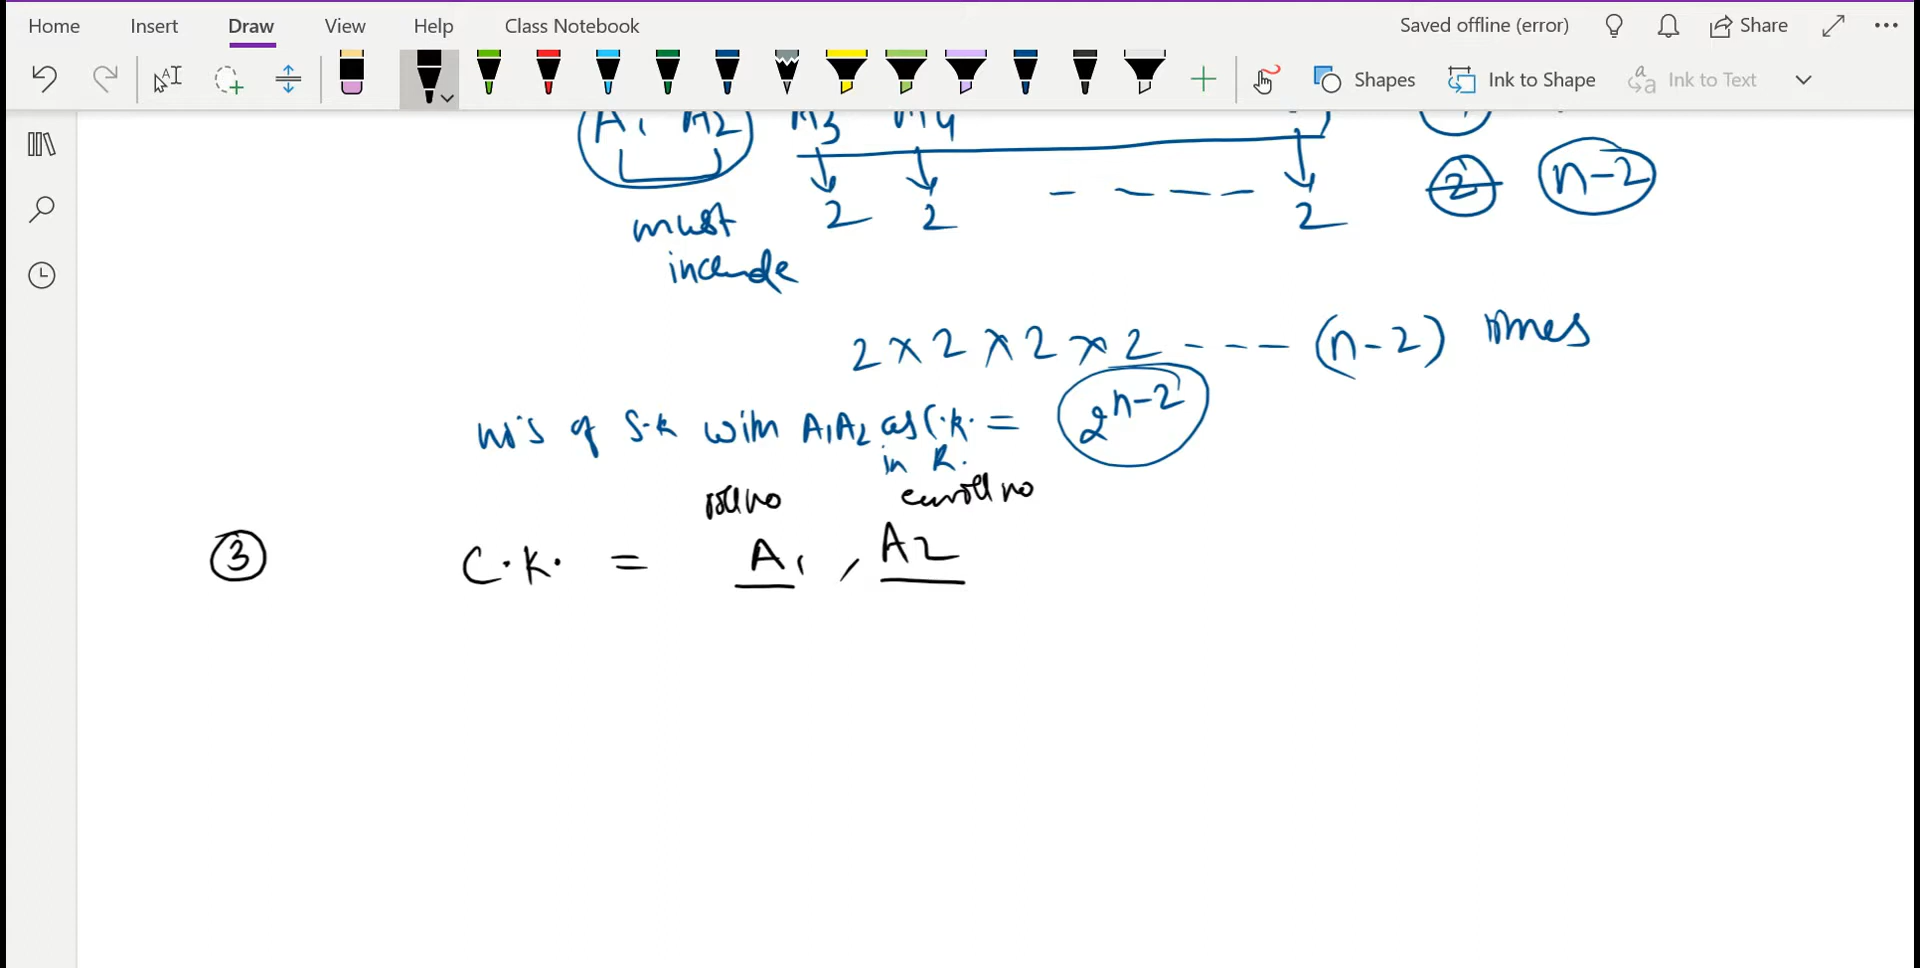 Home Insert Draw View Help Class Notebook Saved offline (error) Share
Shapes Ink to Shape Ink to Text
A1 A2 A3 A4
2 n-2
must 2 2 2
include
2 × 2 × 2 × 2 ---- (n-2) times
no's of S.K with A1A2 as C.K. = 2^{n-2}
in R.
roll no enroll no
3 C.K. = A1 , A2